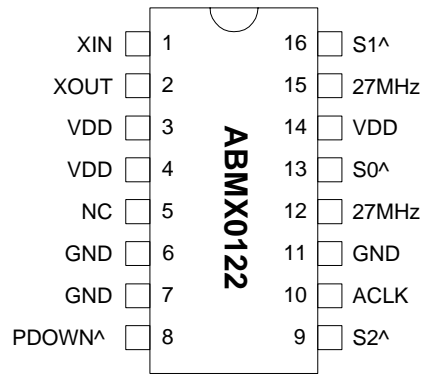 XIN 1 16 S1^
XOUT 2 15 27MHz
VDD 3 14 VDD
VDD 4 13 S0^
NC 5 12 27MHz
GND 6 11 GND
GND 7 10 ACLK
PDOWN^ 8 9 S2^
ABMX0122